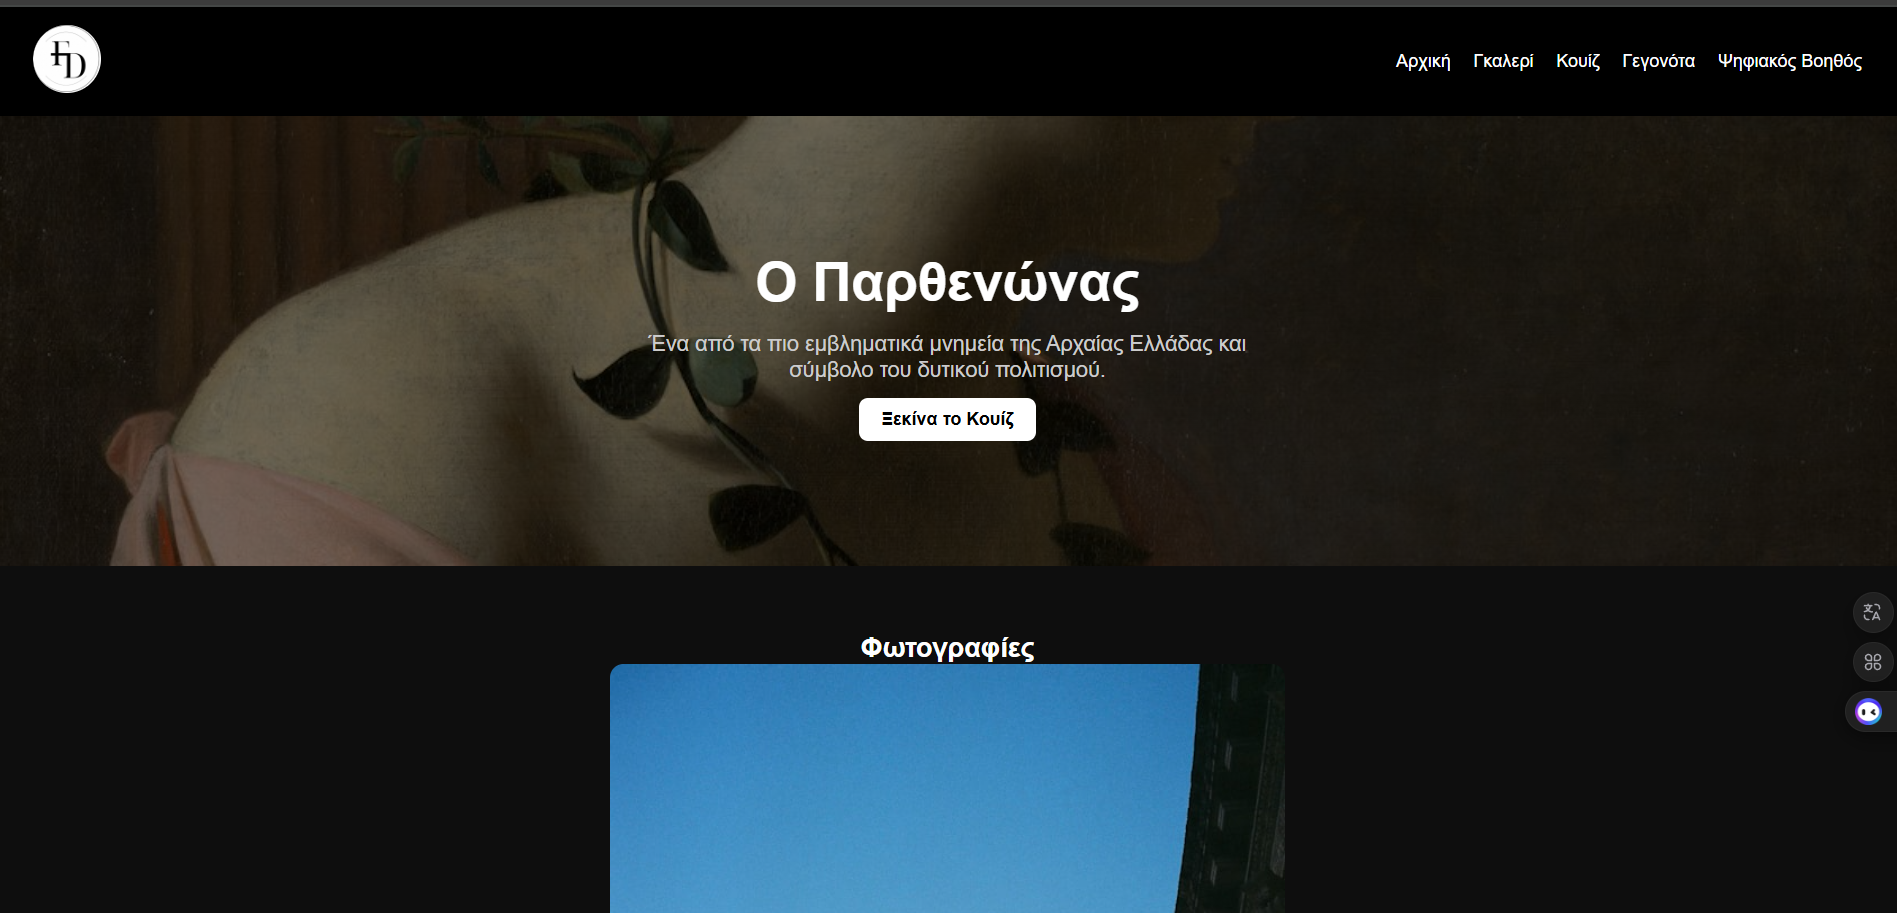 FD
Αρχική Γκαλερί Κουίζ Γεγονότα Ψηφιακός Βοηθός
Ο Παρθενώνας
Ένα από τα πιο εμβληματικά μνημεία της Αρχαίας Ελλάδας και
σύμβολο του δυτικού πολιτισμού.
Ξεκίνα το Κουίζ
Φωτογραφίες